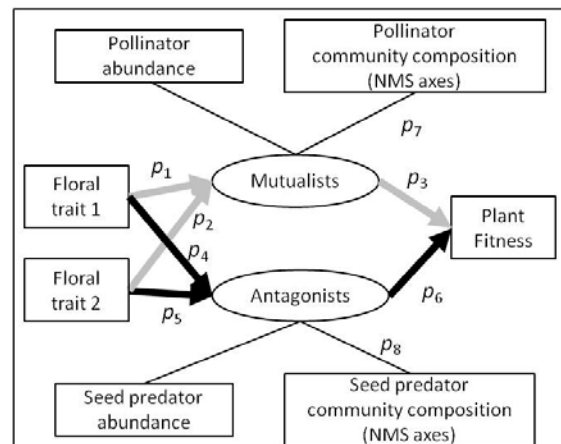 Pollinator
abundance
Pollinator
community composition
(NMS axes)
p7
Floral
trait 1
p1
Mutualists
p3
p2
Plant
Fitness
p4
Floral
trait 2
p5
Antagonists
p6
p8
Seed predator
abundance
Seed predator
community composition
(NMS axes)